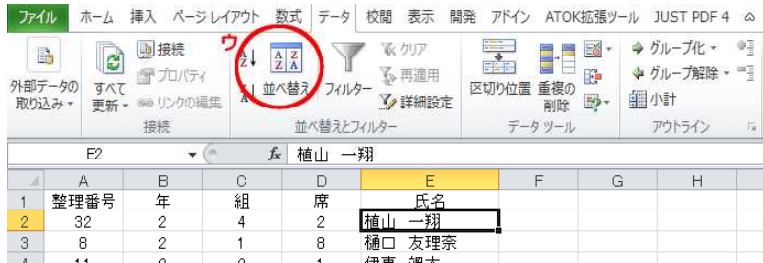 ファイル ホーム 挿入 ページ レイアウト 数式 データ 校閲 表示 開発 アドイン ATOK拡張ツール JUST PDF 4
外部データの取り込み
すべて更新
接続
プロパティ
リンクの編集
接続
ウ
並べ替え
フィルター
クリア
再適用
詳細設定
並べ替えとフィルター
区切り位置
重複の削除
データ ツール
グループ化
グループ解除
小計
アウトライン
E2 fx 植山 一翔
A B C D E F G H
1 整理番号 年 組 席 氏名
2 32 2 4 2 植山 一翔
3 8 2 1 8 樋口 友理奈